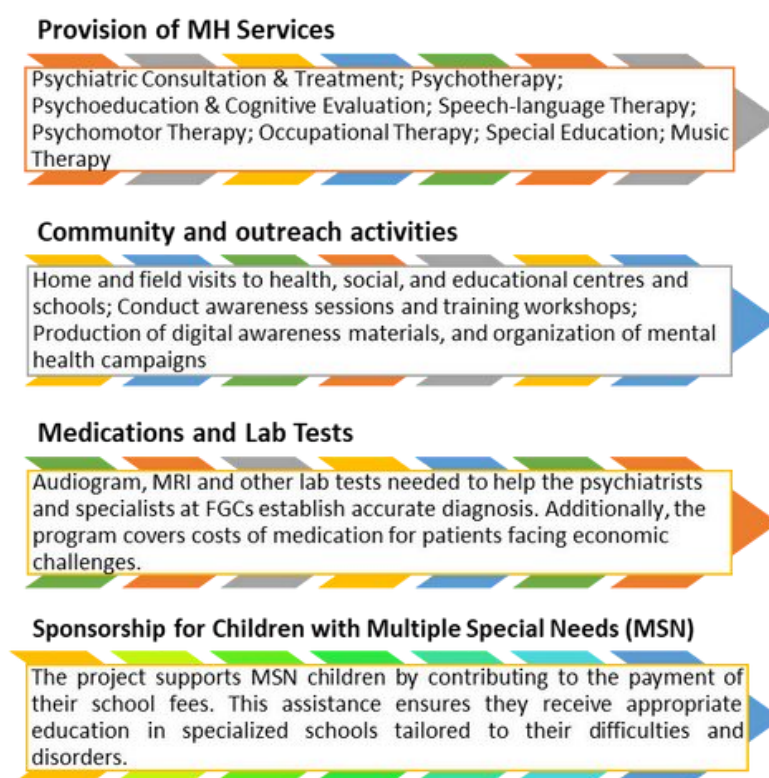 Provision of MH Services
Psychiatric Consultation & Treatment; Psychotherapy;
Psychoeducation & Cognitive Evaluation; Speech-language Therapy;
Psychomotor Therapy; Occupational Therapy; Special Education; Music
Therapy
Community and outreach activities
Home and field visits to health, social, and educational centres and
schools; Conduct awareness sessions and training workshops;
Production of digital awareness materials, and organization of mental
health campaigns
Medications and Lab Tests
Audiogram, MRI and other lab tests needed to help the psychiatrists
and specialists at FGCs establish accurate diagnosis. Additionally, the
program covers costs of medication for patients facing economic
challenges.
Sponsorship for Children with Multiple Special Needs (MSN)
The project supports MSN children by contributing to the payment of
their school fees. This assistance ensures they receive appropriate
education in specialized schools tailored to their difficulties and
disorders.